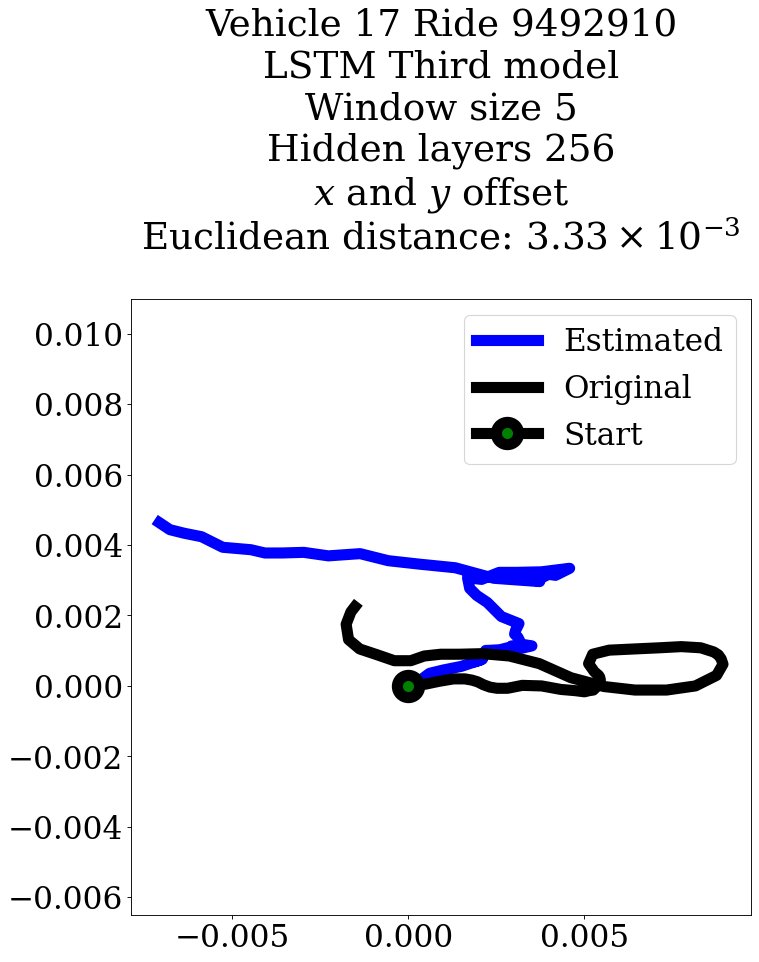 Vehicle 17 Ride 9492910
LSTM Third model
Window size 5
Hidden layers 256
x and y offset
Euclidean distance: 3.33 × 10⁻³
Estimated
Original
Start
0.010
0.008
0.006
0.004
0.002
0.000
−0.002
−0.004
−0.006
−0.005 0.000 0.005